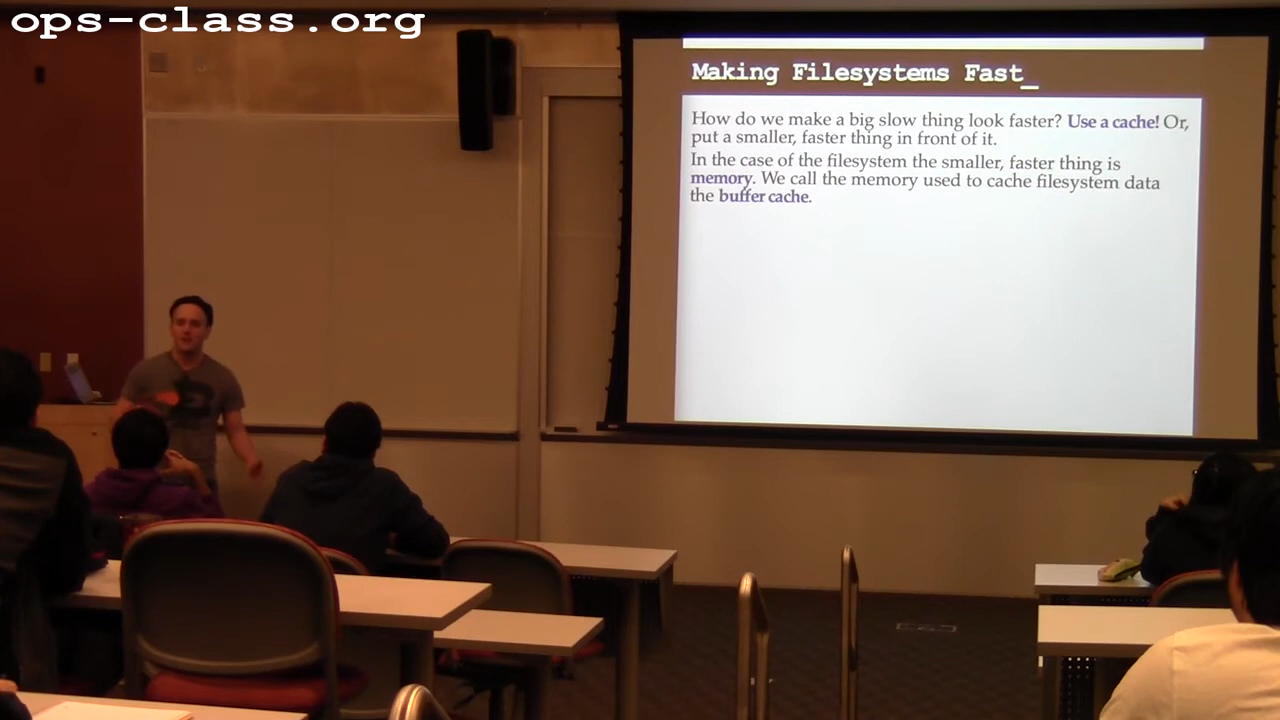 ops-class.org
Making Filesystems Fast_
How do we make a big slow thing look faster? Use a cache! Or,
put a smaller, faster thing in front of it.
In the case of the filesystem the smaller, faster thing is
memory. We call the memory used to cache filesystem data
the buffer cache.